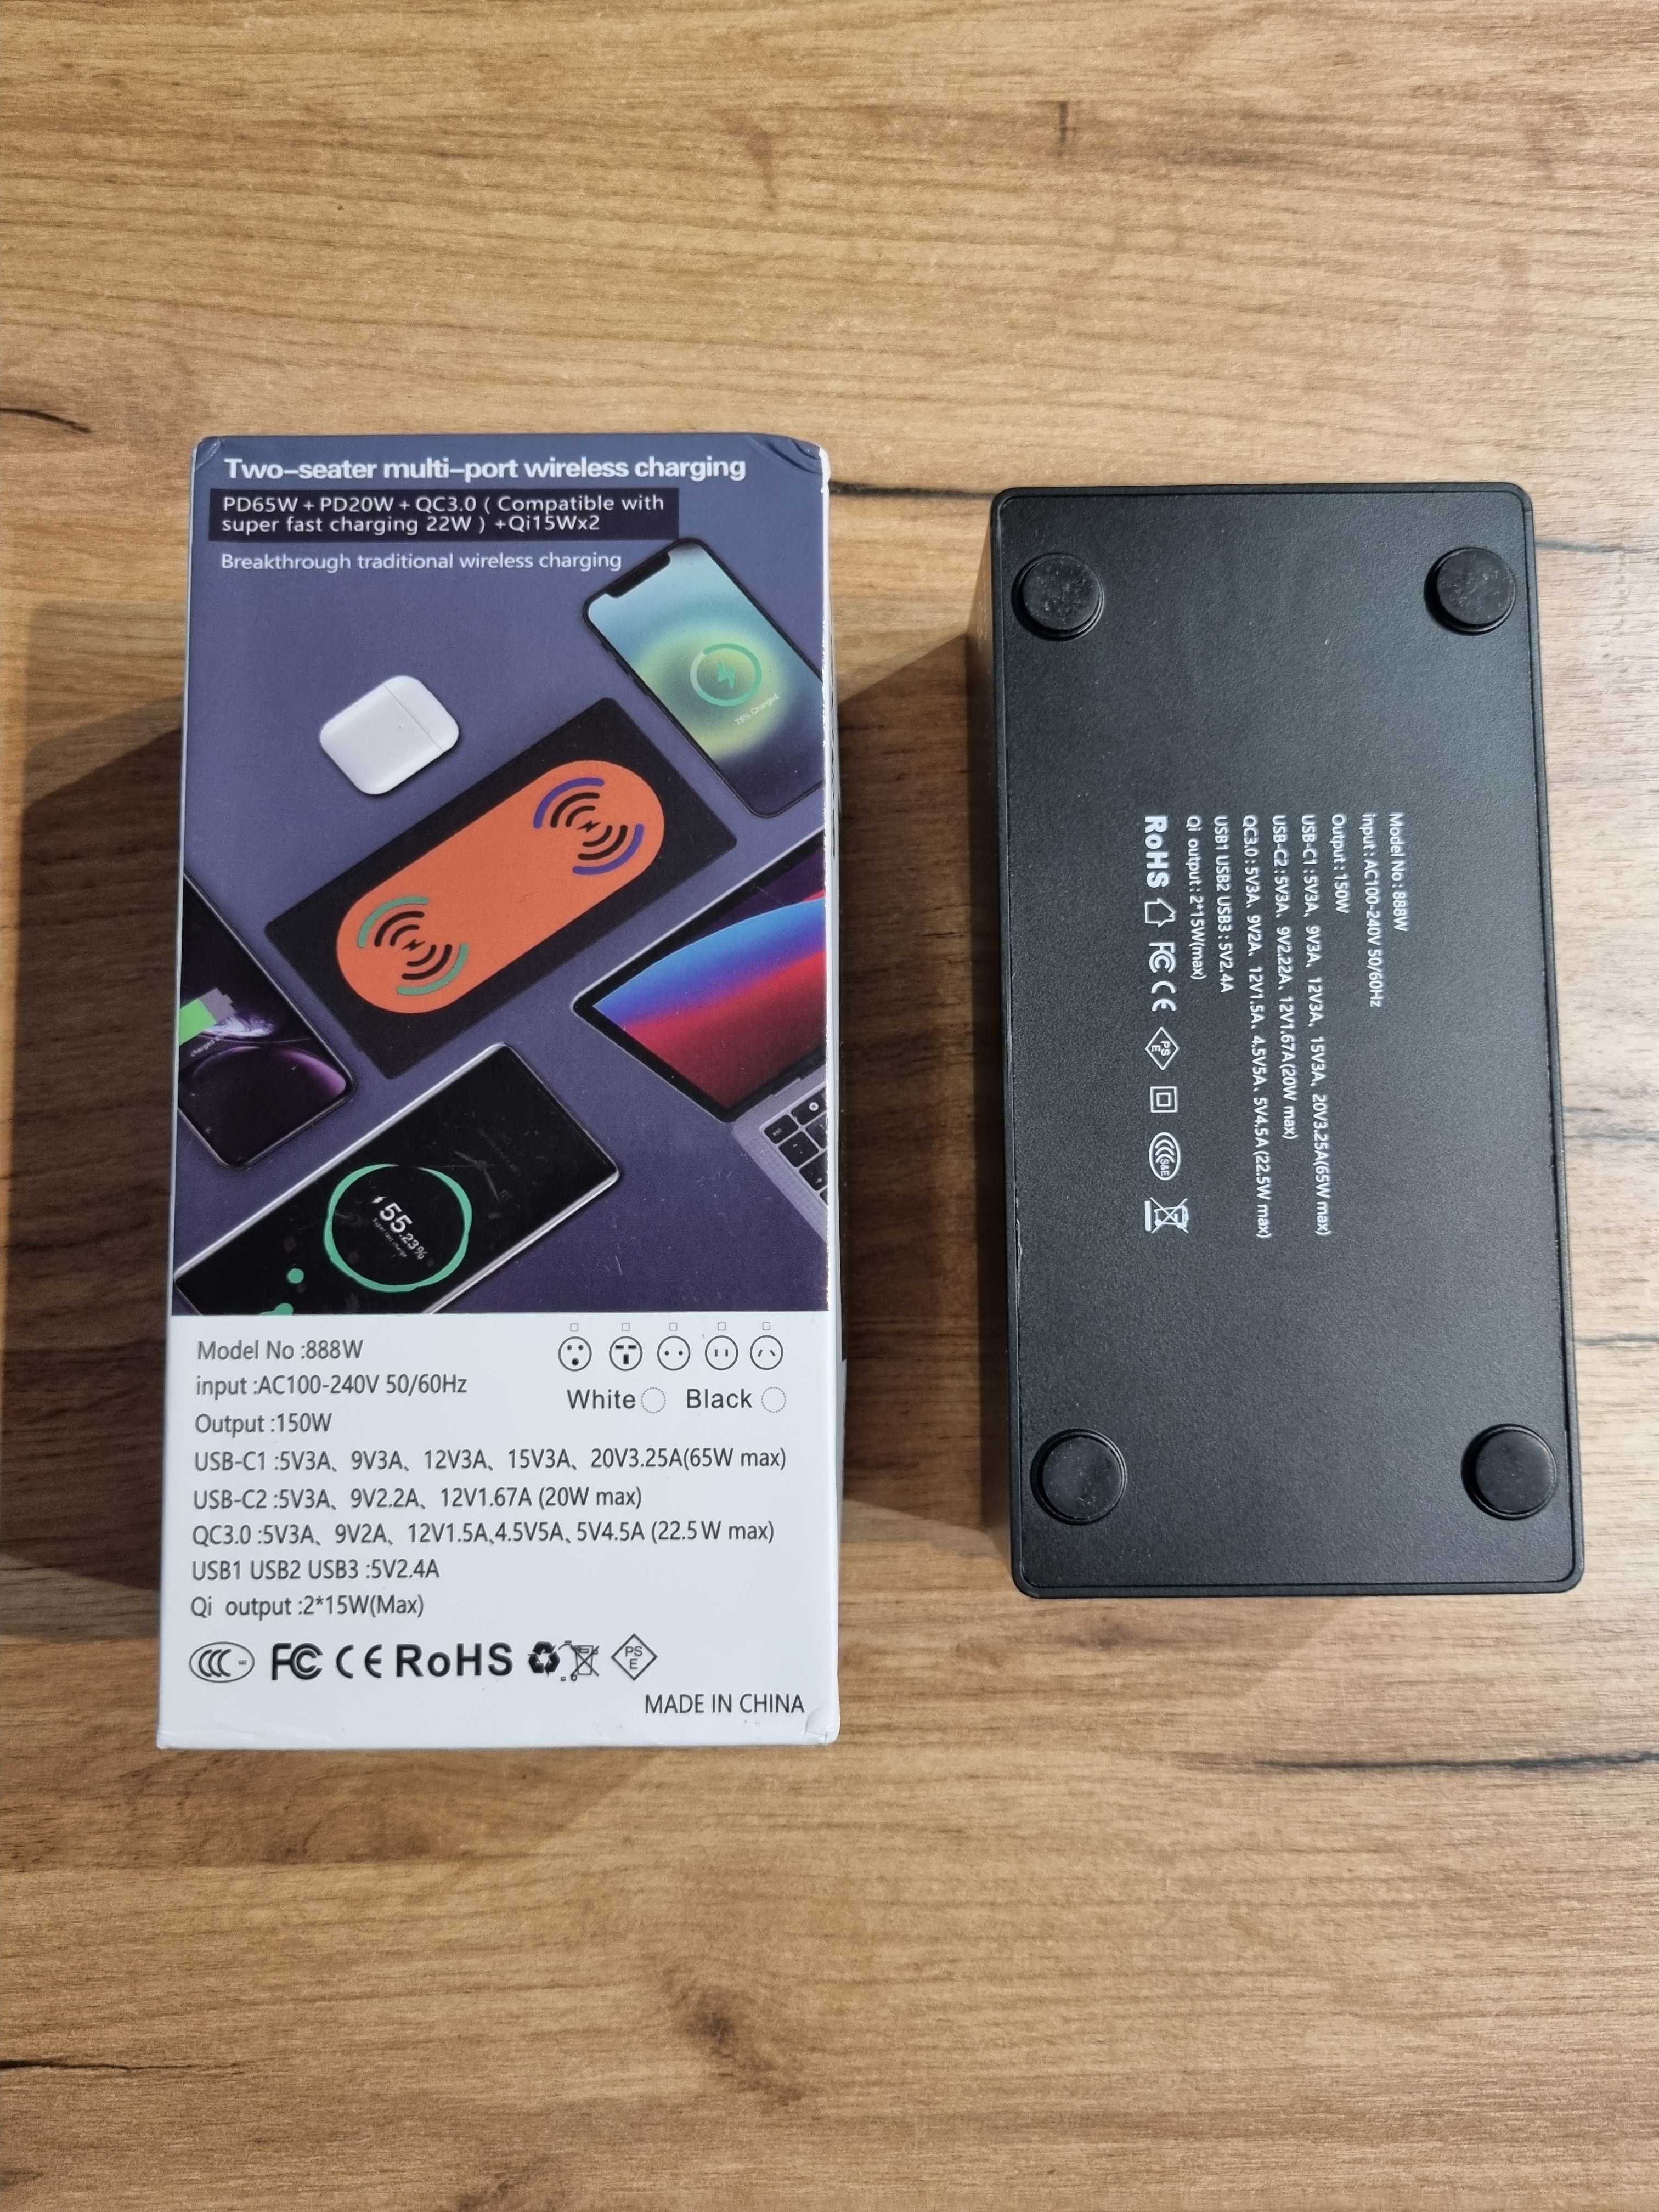 Two-seater multi-port wireless charging
PD65W + PD20W + QC3.0 ( Compatible with
super fast charging 22W ) +Qi15Wx2
Breakthrough traditional wireless charging
75% Charged
55.23%
esc
Model No :888W
input :AC100-240V 50/60Hz
Output :150W
White Black
USB-C1 :5V3A、9V3A、12V3A、15V3A、20V3.25A(65W max)
USB-C2 :5V3A、9V2.2A、12V1.67A (20W max)
QC3.0 :5V3A、9V2A、12V1.5A,4.5V5A、5V4.5A (22.5W max)
USB1 USB2 USB3 :5V2.4A
Qi output :2*15W(Max)
CCC FC CE RoHS PS E
MADE IN CHINA
Model No : 888W
input : AC100-240V 50/60Hz
Output : 150W
USB-C1 : 5V3A、9V3A、12V3A、15V3A、20V3.25A(65W max)
USB-C2 : 5V3A、9V2.22A、12V1.67A(20W max)
QC3.0 : 5V3A、9V2A、12V1.5A、4.5V5A、5V4.5A (22.5W max)
USB1 USB2 USB3 : 5V2.4A
Qi output : 2*15W(max)
RoHS FC CE PS E S&E